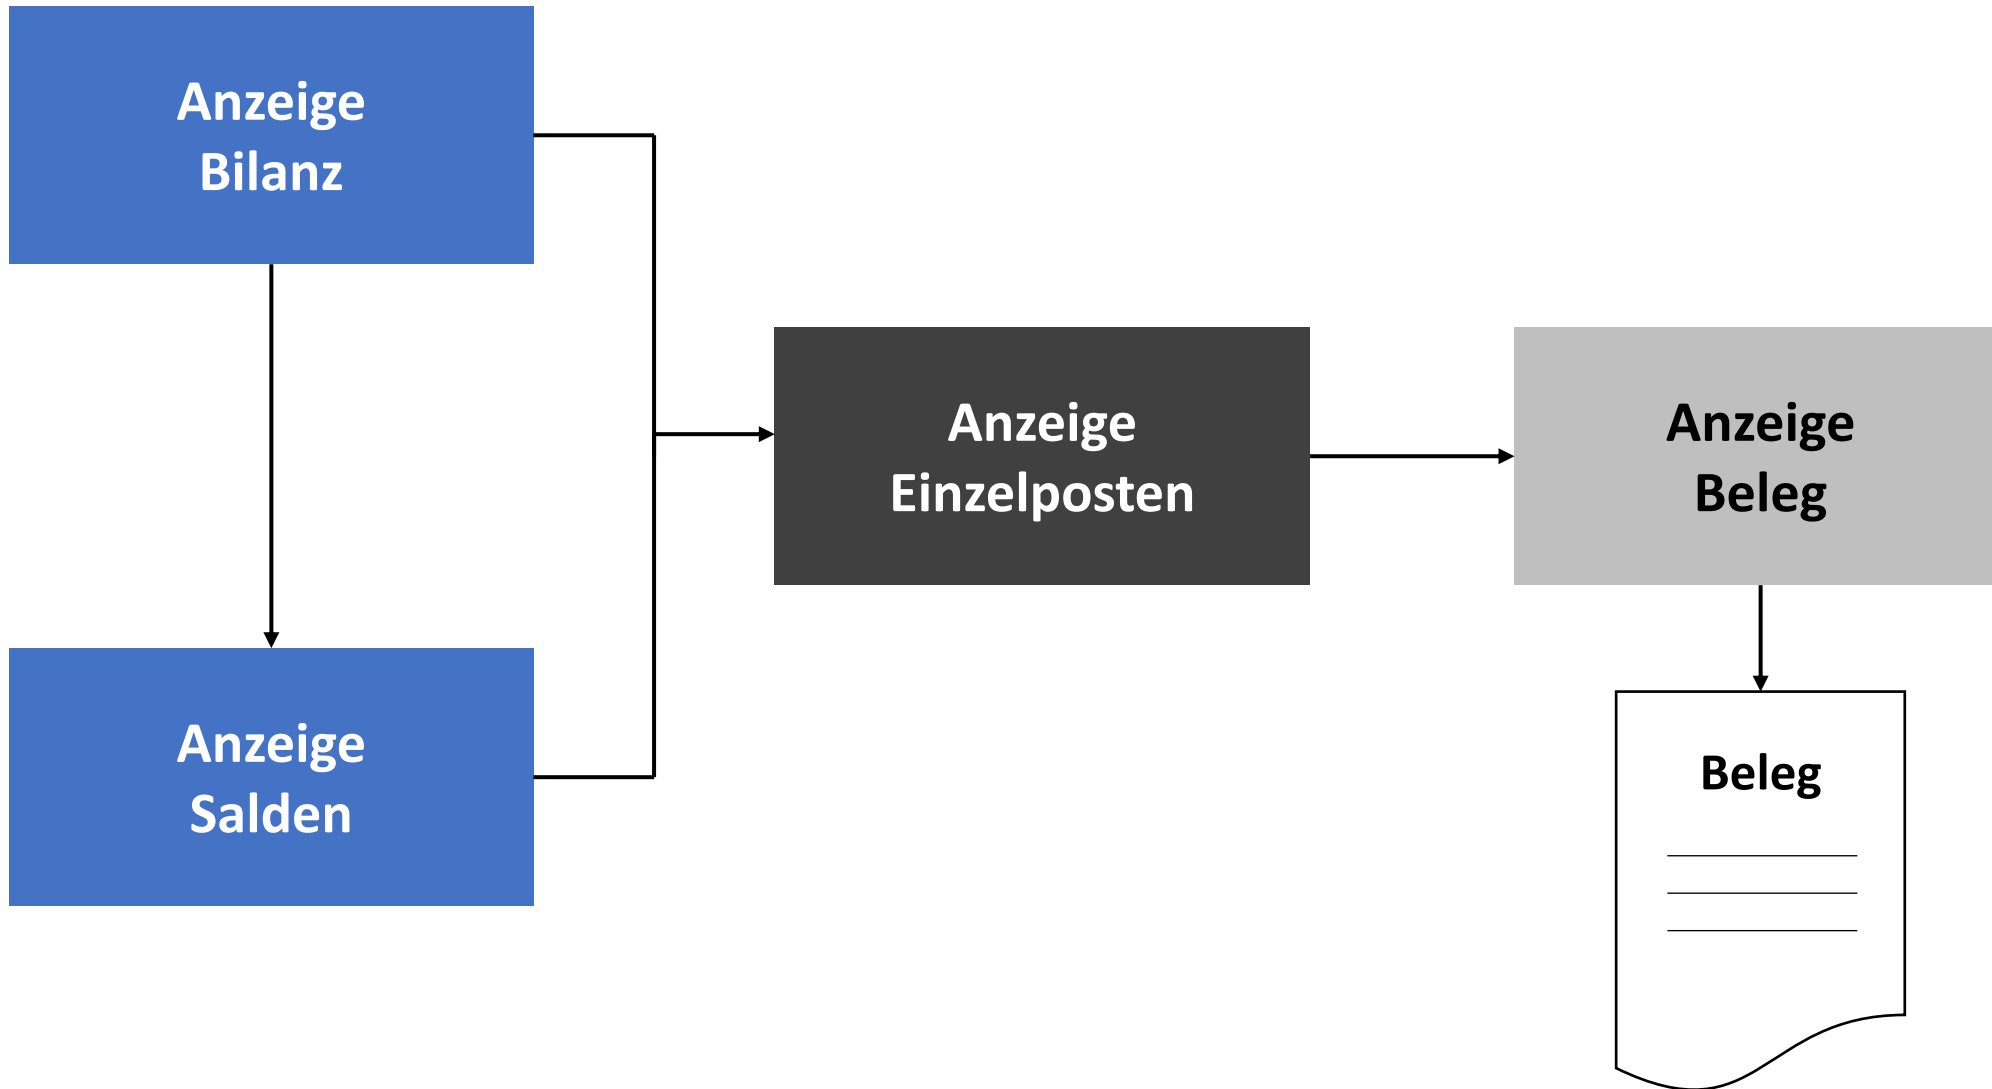 Anzeige
Bilanz
Anzeige
Einzelposten
Anzeige
Beleg
Anzeige
Salden
Beleg